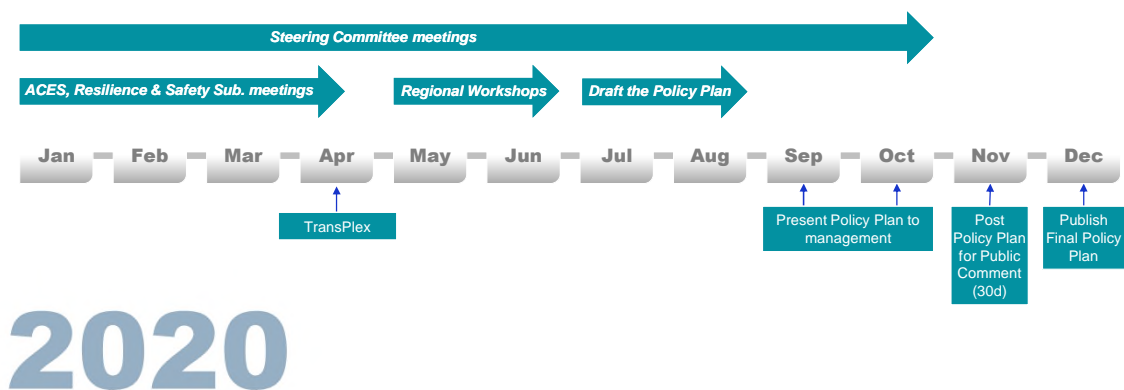 Steering Committee meetings
ACES, Resilience & Safety Sub. meetings
Regional Workshops
Draft the Policy Plan
Jan
Feb
Mar
Apr
May
Jun
Jul
Aug
Sep
Oct
Nov
Dec
TransPlex
Present Policy Plan to
management
Post
Policy Plan
for Public
Comment
(30d)
Publish
Final Policy
Plan
2020